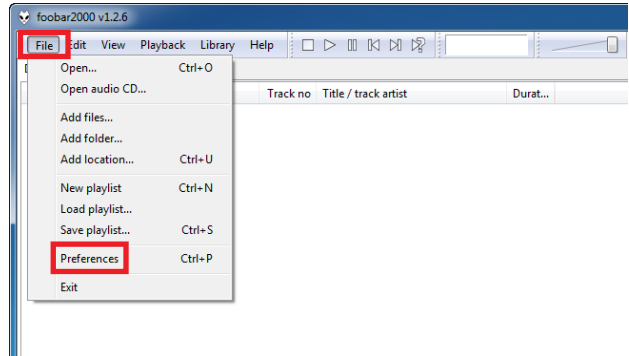 foobar2000 v1.2.6
File Edit View Playback Library Help
Track no Title / track artist Durat...
Open... Ctrl+O
Open audio CD...
Add files...
Add folder...
Add location... Ctrl+U
New playlist Ctrl+N
Load playlist...
Save playlist... Ctrl+S
Preferences Ctrl+P
Exit